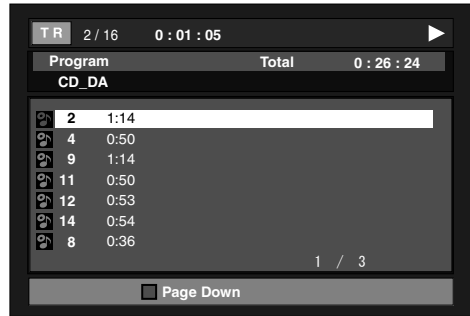 TR 2 / 16 0 : 01 : 05
Program Total 0 : 26 : 24
CD_DA
2 1:14
4 0:50
9 1:14
11 0:50
12 0:53
14 0:54
8 0:36
1 / 3
Page Down